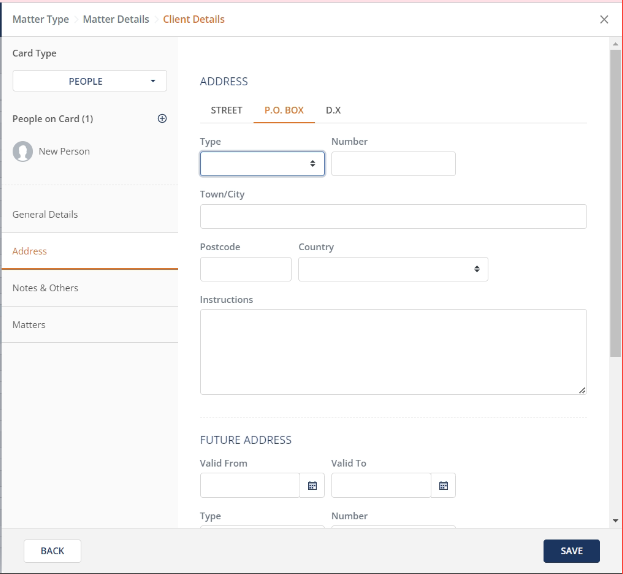 Matter Type Matter Details Client Details
Card Type
PEOPLE
People on Card (1)
New Person
General Details
Address
Notes & Others
Matters
ADDRESS
STREET P.O. BOX D.X
Type Number
Town/City
Postcode Country
Instructions
FUTURE ADDRESS
Valid From Valid To
Type Number
BACK SAVE